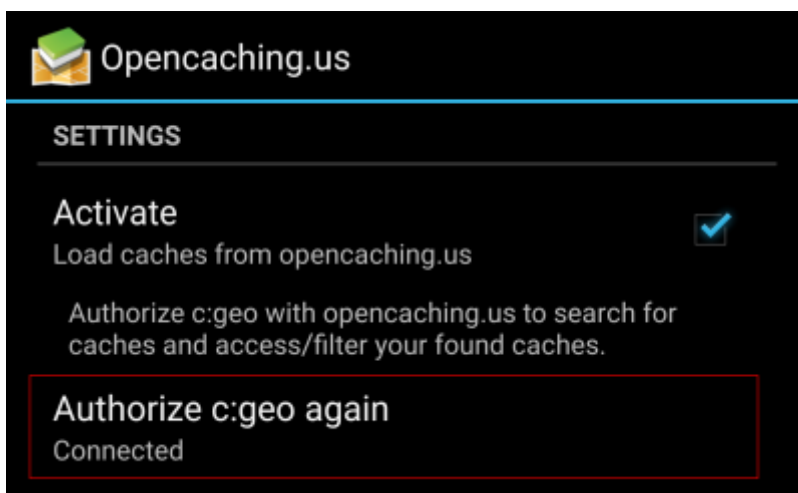 Opencaching.us
SETTINGS
Activate
Load caches from opencaching.us
Authorize c:geo with opencaching.us to search for
caches and access/filter your found caches.
Authorize c:geo again
Connected